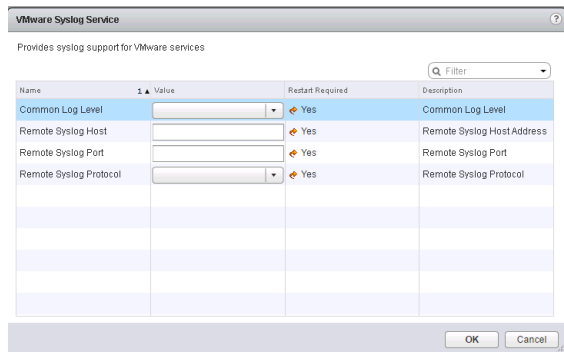 VMware Syslog Service ?
Provides syslog support for VMware services
Filter
Name 1 ▲ Value Restart Required Description
Common Log Level Yes Common Log Level
Remote Syslog Host Yes Remote Syslog Host Address
Remote Syslog Port Yes Remote Syslog Port
Remote Syslog Protocol Yes Remote Syslog Protocol
OK Cancel